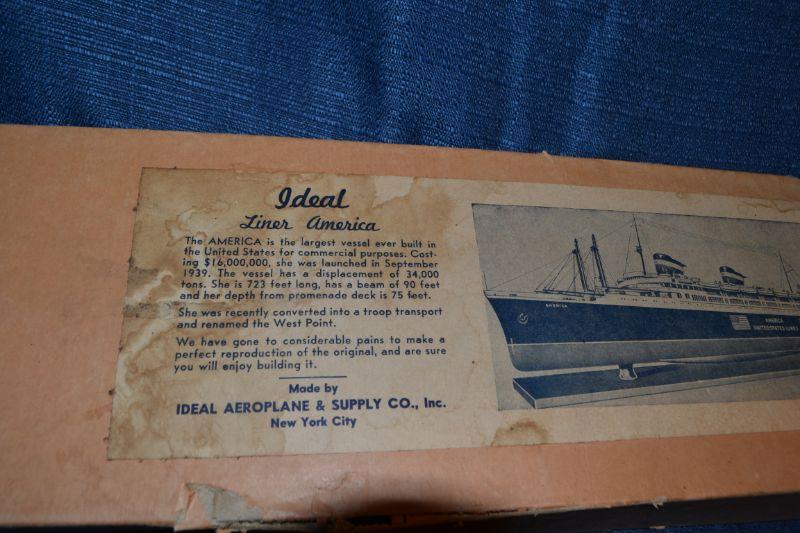 Ideal
Liner America
The AMERICA is the largest vessel ever built in
the United States for commercial purposes. Cost-
ing $16,000,000, she was launched in September
1939. The vessel has a displacement of 34,000
tons. She is 723 feet long, has a beam of 90 feet
and her depth from promenade deck is 75 feet.
She was recently converted into a troop transport
and renamed the West Point.
We have gone to considerable pains to make a
perfect reproduction of the original, and are sure
you will enjoy building it.
Made by
IDEAL AEROPLANE & SUPPLY CO., Inc.
New York City
AMERICA
AMERICA
UNITED STATES LINES